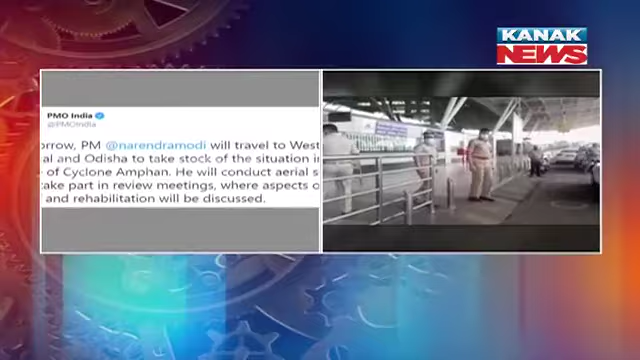 KANAK
NEWS
PMO India
@PMOIndia
orrow, PM @narendramodi will travel to West
al and Odisha to take stock of the situation i
of Cyclone Amphan. He will conduct aerial s
take part in review meetings, where aspects o
and rehabilitation will be discussed.